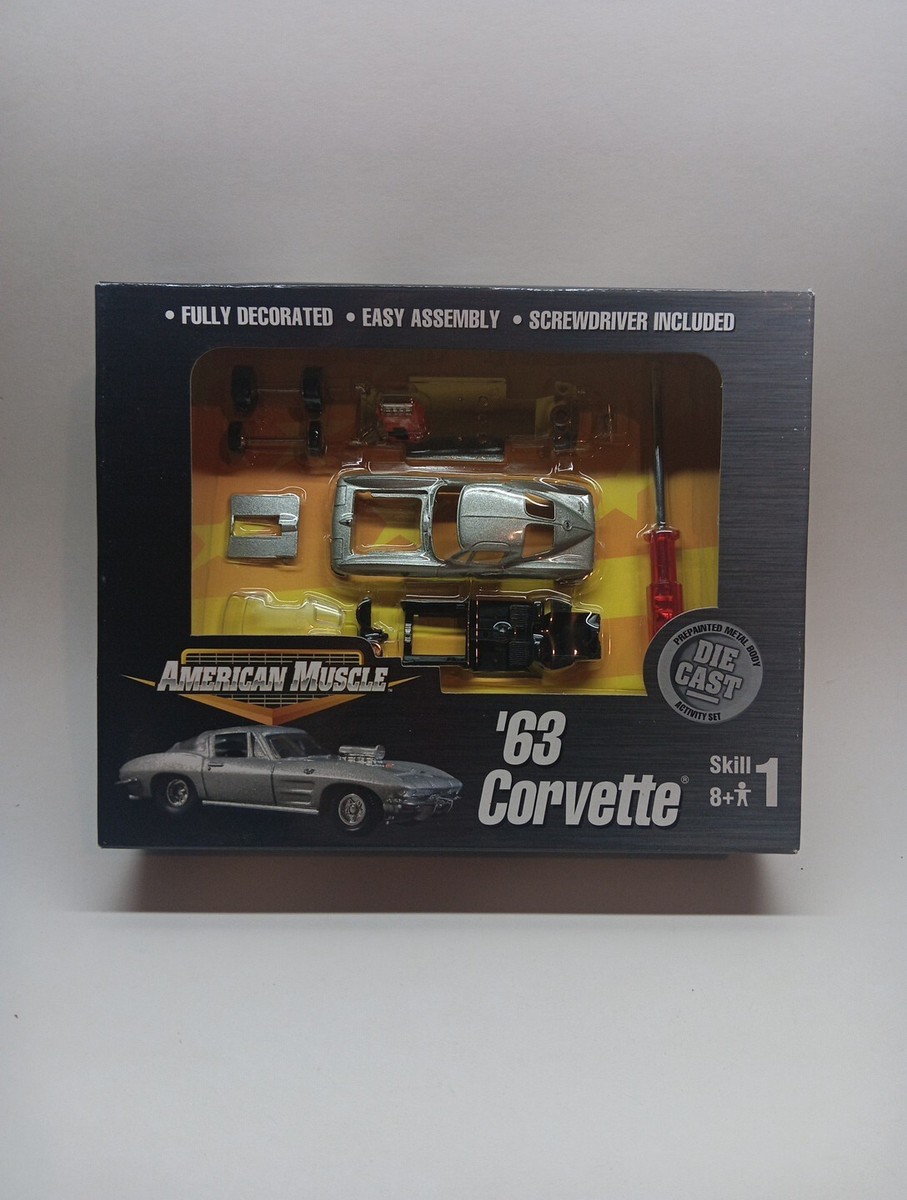 • FULLY DECORATED • EASY ASSEMBLY • SCREWDRIVER INCLUDED
PREPAINTED METAL BODY
DIE
CAST
ACTIVITY SET
AMERICAN MUSCLE™
'63
Corvette®
Skill 1
8+